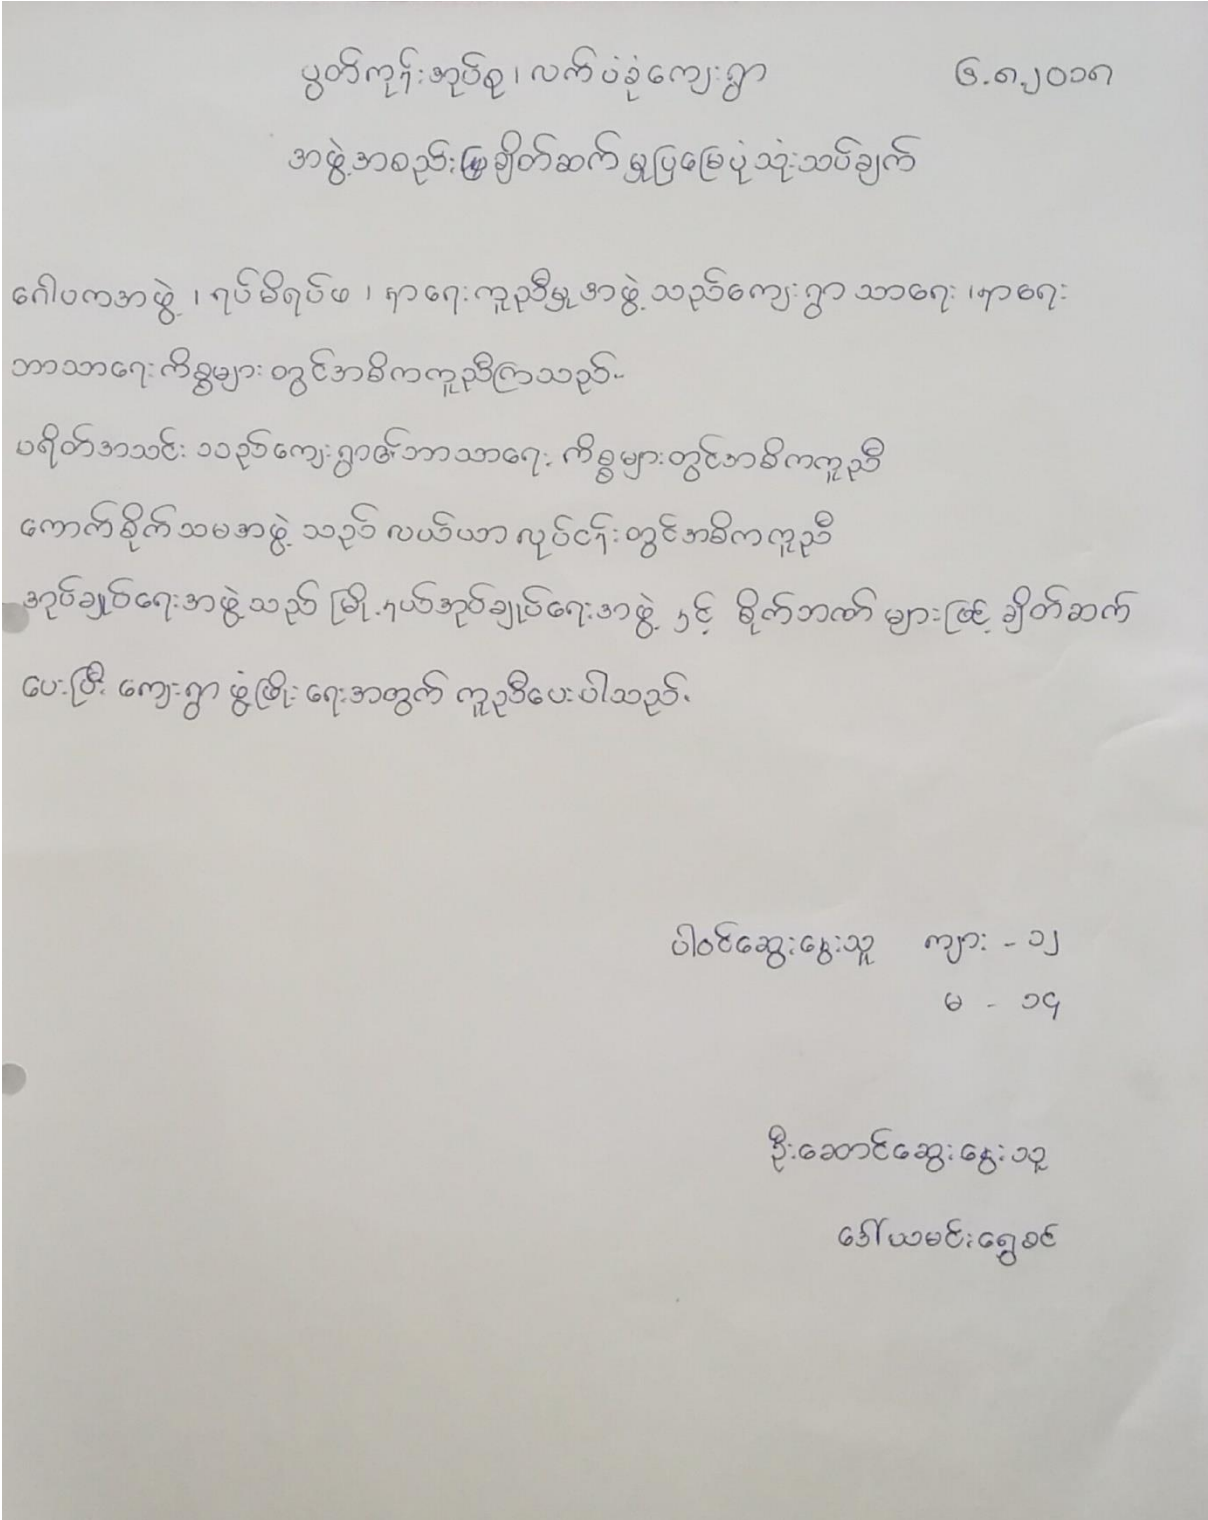 ပွတ်ကုန်းအုပ်စု၊ လက်ပံခုံကျေးရွာ ၆.၈.၂၀၁၈
အဖွဲ့အစည်းချိတ်ဆက်မှုပြမြေပုံသုံးသပ်ချက်
ဂေါပကအဖွဲ့ ၊ ရပ်မိရပ်ဖ ၊ နာရေးကူညီမှုအဖွဲ့ သည်ကျေးရွာ သာရေး ၊နာရေး
ဘာသာရေးကိစ္စများ တွင်အဓိကကူညီကြသည်။
ပရိတ်အသင်း သည်ကျေးရွာ၏ဘာသာရေး ကိစ္စများတွင်အဓိကကူညီ
ကောက်စိုက်သမအဖွဲ့ သည် လယ်ယာ လုပ်ငန်းတွင်အဓိကကူညီ
အုပ်ချုပ်ရေးအဖွဲ့သည် မြို့နယ်အုပ်ချုပ်ရေးအဖွဲ့ နှင့် စိုက်ဘဏ် များဖြင့် ချိတ်ဆက်
ပေးပြီး ကျေးရွာ ဖွံ့ဖြိုးရေးအတွက် ကူညီပေးပါသည်.
ပါဝင်ဆွေးနွေးသူ ကျား - ၁၂
မ - ၁၄
ဦးဆောင်ဆွေးနွေးသူ
ဒေါ်ယမင်းရွှေစင်